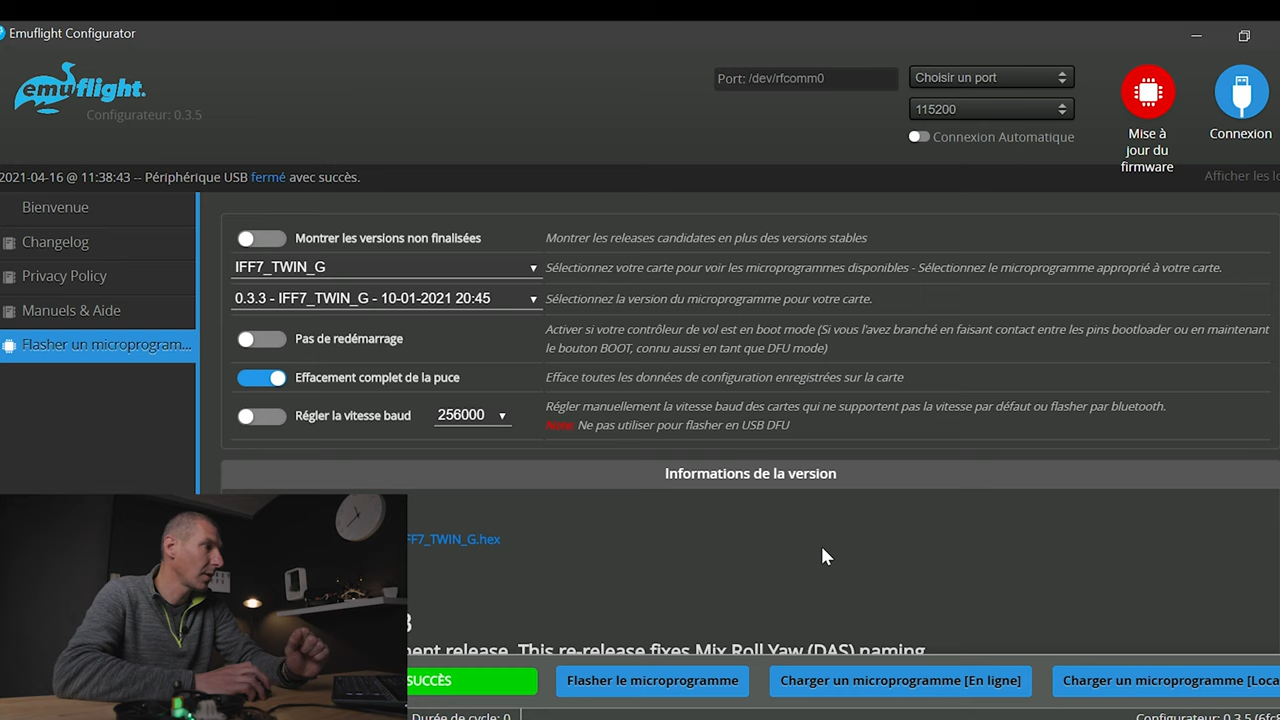 Emuflight Configurator
emuflight.
Configurateur: 0.3.5
Port: /dev/rfcomm0
Choisir un port
115200
Connexion Automatique
Mise à
jour du
firmware
Connexion
2021-04-16 @ 11:38:43 -- Périphérique USB fermé avec succès.
Afficher les
Bienvenue
Changelog
Privacy Policy
Manuels & Aide
Flasher un microprogram...
Montrer les versions non finalisées
Montrer les releases candidates en plus des versions stables
IFF7_TWIN_G
Sélectionnez votre carte pour voir les microprogrammes disponibles - Sélectionnez le microprogramme approprié à votre carte.
0.3.3 - IFF7_TWIN_G - 10-01-2021 20:45
Sélectionnez la version du microprogramme pour votre carte.
Pas de redémarrage
Activer si votre contrôleur de vol est en boot mode (Si vous l'avez branché en faisant contact entre les pins bootloader ou en maintenant
le bouton BOOT, connu aussi en tant que DFU mode)
Effacement complet de la puce
Efface toutes les données de configuration enregistrées sur la carte
Régler la vitesse baud
256000
Régler manuellement la vitesse baud des cartes qui ne supportent pas la vitesse par défaut ou flasher par bluetooth.
Note: Ne pas utiliser pour flasher en USB DFU
Informations de la version
FF7_TWIN_G.hex
ent release. This re-release fixes Mix Roll Yaw (DAS) naming
SUCCÈS
Flasher le microprogramme
Charger un microprogramme [En ligne]
Charger un microprogramme [Loca
Durée de cycle: 0
Configurateur: 0.3.5